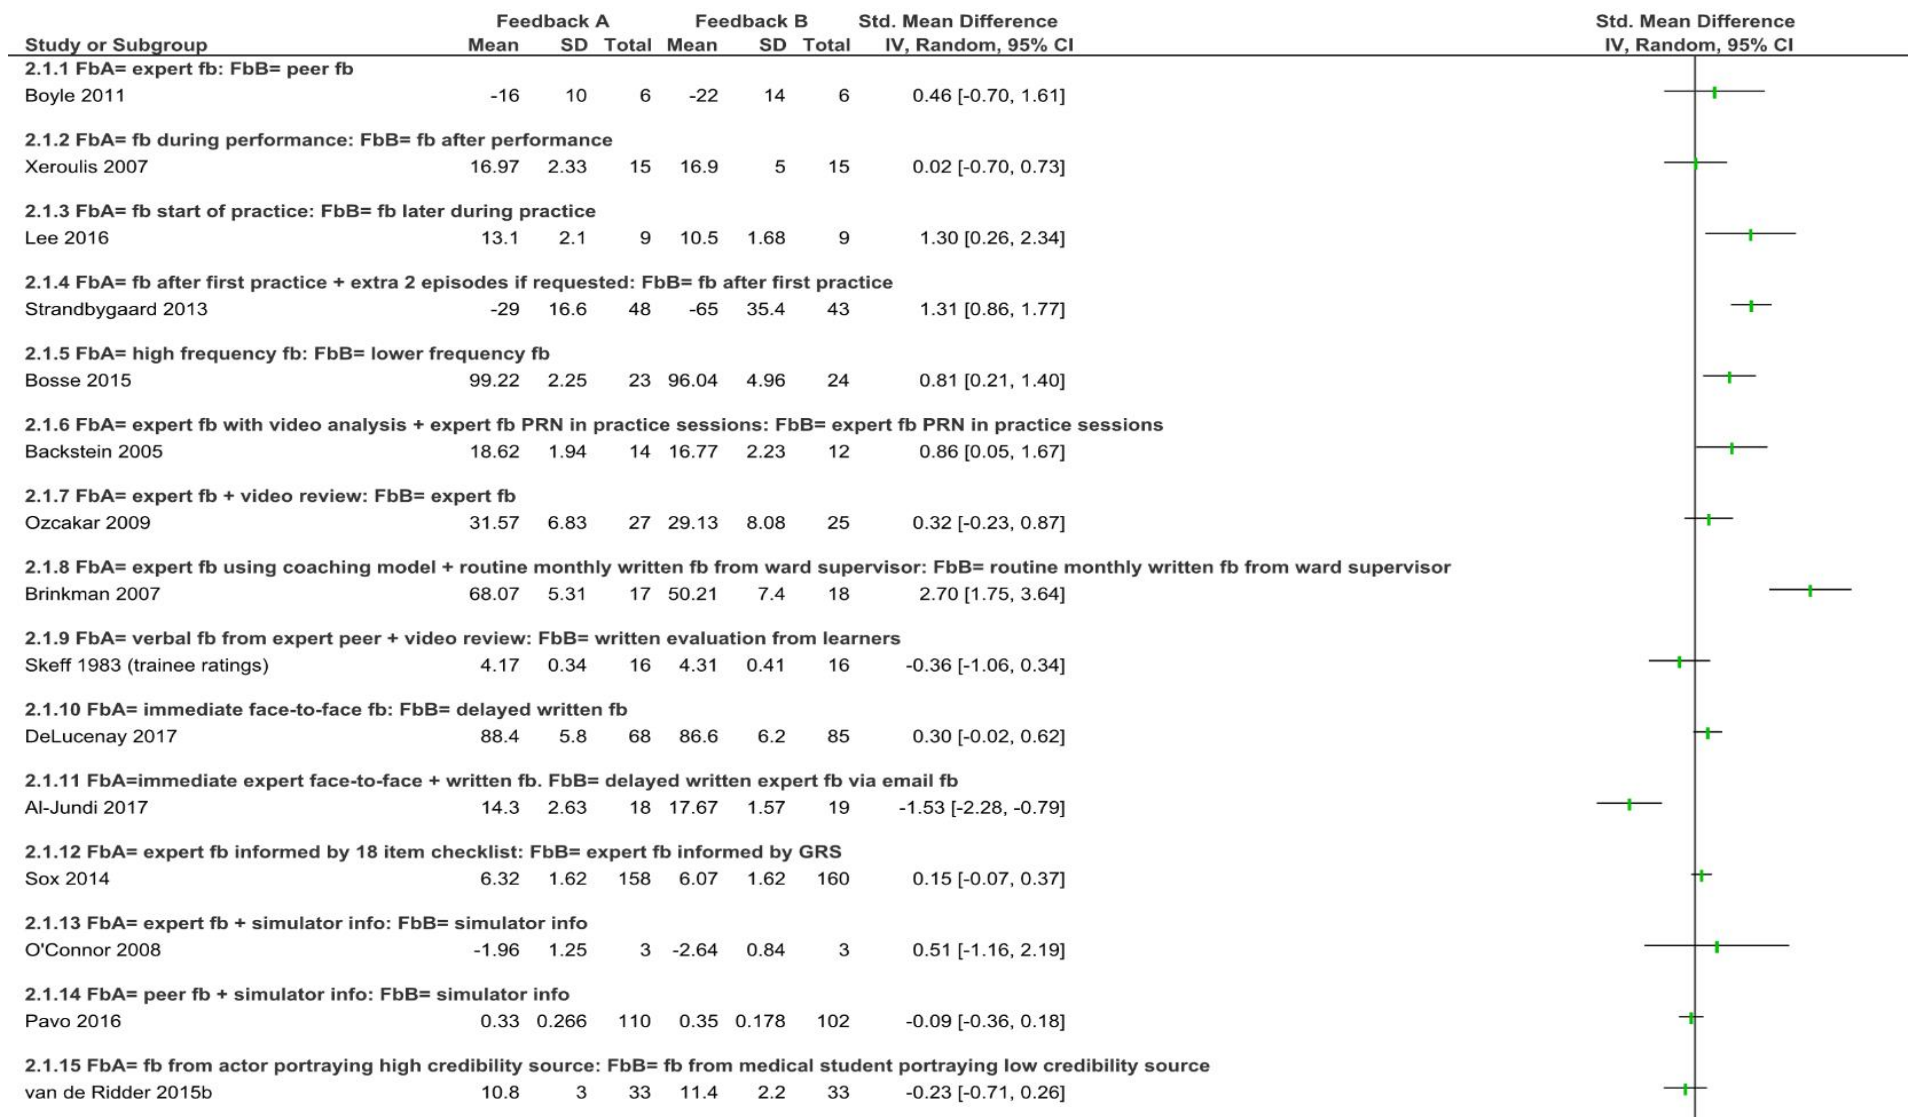 Feedback A Feedback B Std. Mean Difference Std. Mean Difference
Study or Subgroup Mean SD Total Mean SD Total IV, Random, 95% CI IV, Random, 95% CI
2.1.1 FbA= expert fb: FbB= peer fb
Boyle 2011 -16 10 6 -22 14 6 0.46 [-0.70, 1.61]
2.1.2 FbA= fb during performance: FbB= fb after performance
Xeroulis 2007 16.97 2.33 15 16.9 5 15 0.02 [-0.70, 0.73]
2.1.3 FbA= fb start of practice: FbB= fb later during practice
Lee 2016 13.1 2.1 9 10.5 1.68 9 1.30 [0.26, 2.34]
2.1.4 FbA= fb after first practice + extra 2 episodes if requested: FbB= fb after first practice
Strandbygaard 2013 -29 16.6 48 -65 35.4 43 1.31 [0.86, 1.77]
2.1.5 FbA= high frequency fb: FbB= lower frequency fb
Bosse 2015 99.22 2.25 23 96.04 4.96 24 0.81 [0.21, 1.40]
2.1.6 FbA= expert fb with video analysis + expert fb PRN in practice sessions: FbB= expert fb PRN in practice sessions
Backstein 2005 18.62 1.94 14 16.77 2.23 12 0.86 [0.05, 1.67]
2.1.7 FbA= expert fb + video review: FbB= expert fb
Ozcakar 2009 31.57 6.83 27 29.13 8.08 25 0.32 [-0.23, 0.87]
2.1.8 FbA= expert fb using coaching model + routine monthly written fb from ward supervisor: FbB= routine monthly written fb from ward supervisor
Brinkman 2007 68.07 5.31 17 50.21 7.4 18 2.70 [1.75, 3.64]
2.1.9 FbA= verbal fb from expert peer + video review: FbB= written evaluation from learners
Skeff 1983 (trainee ratings) 4.17 0.34 16 4.31 0.41 16 -0.36 [-1.06, 0.34]
2.1.10 FbA= immediate face-to-face fb: FbB= delayed written fb
DeLucenay 2017 88.4 5.8 68 86.6 6.2 85 0.30 [-0.02, 0.62]
2.1.11 FbA=immediate expert face-to-face + written fb. FbB= delayed written expert fb via email fb
Al-Jundi 2017 14.3 2.63 18 17.67 1.57 19 -1.53 [-2.28, -0.79]
2.1.12 FbA= expert fb informed by 18 item checklist: FbB= expert fb informed by GRS
Sox 2014 6.32 1.62 158 6.07 1.62 160 0.15 [-0.07, 0.37]
2.1.13 FbA= expert fb + simulator info: FbB= simulator info
O'Connor 2008 -1.96 1.25 3 -2.64 0.84 3 0.51 [-1.16, 2.19]
2.1.14 FbA= peer fb + simulator info: FbB= simulator info
Pavo 2016 0.33 0.266 110 0.35 0.178 102 -0.09 [-0.36, 0.18]
2.1.15 FbA= fb from actor portraying high credibility source: FbB= fb from medical student portraying low credibility source
van de Ridder 2015b 10.8 3 33 11.4 2.2 33 -0.23 [-0.71, 0.26]